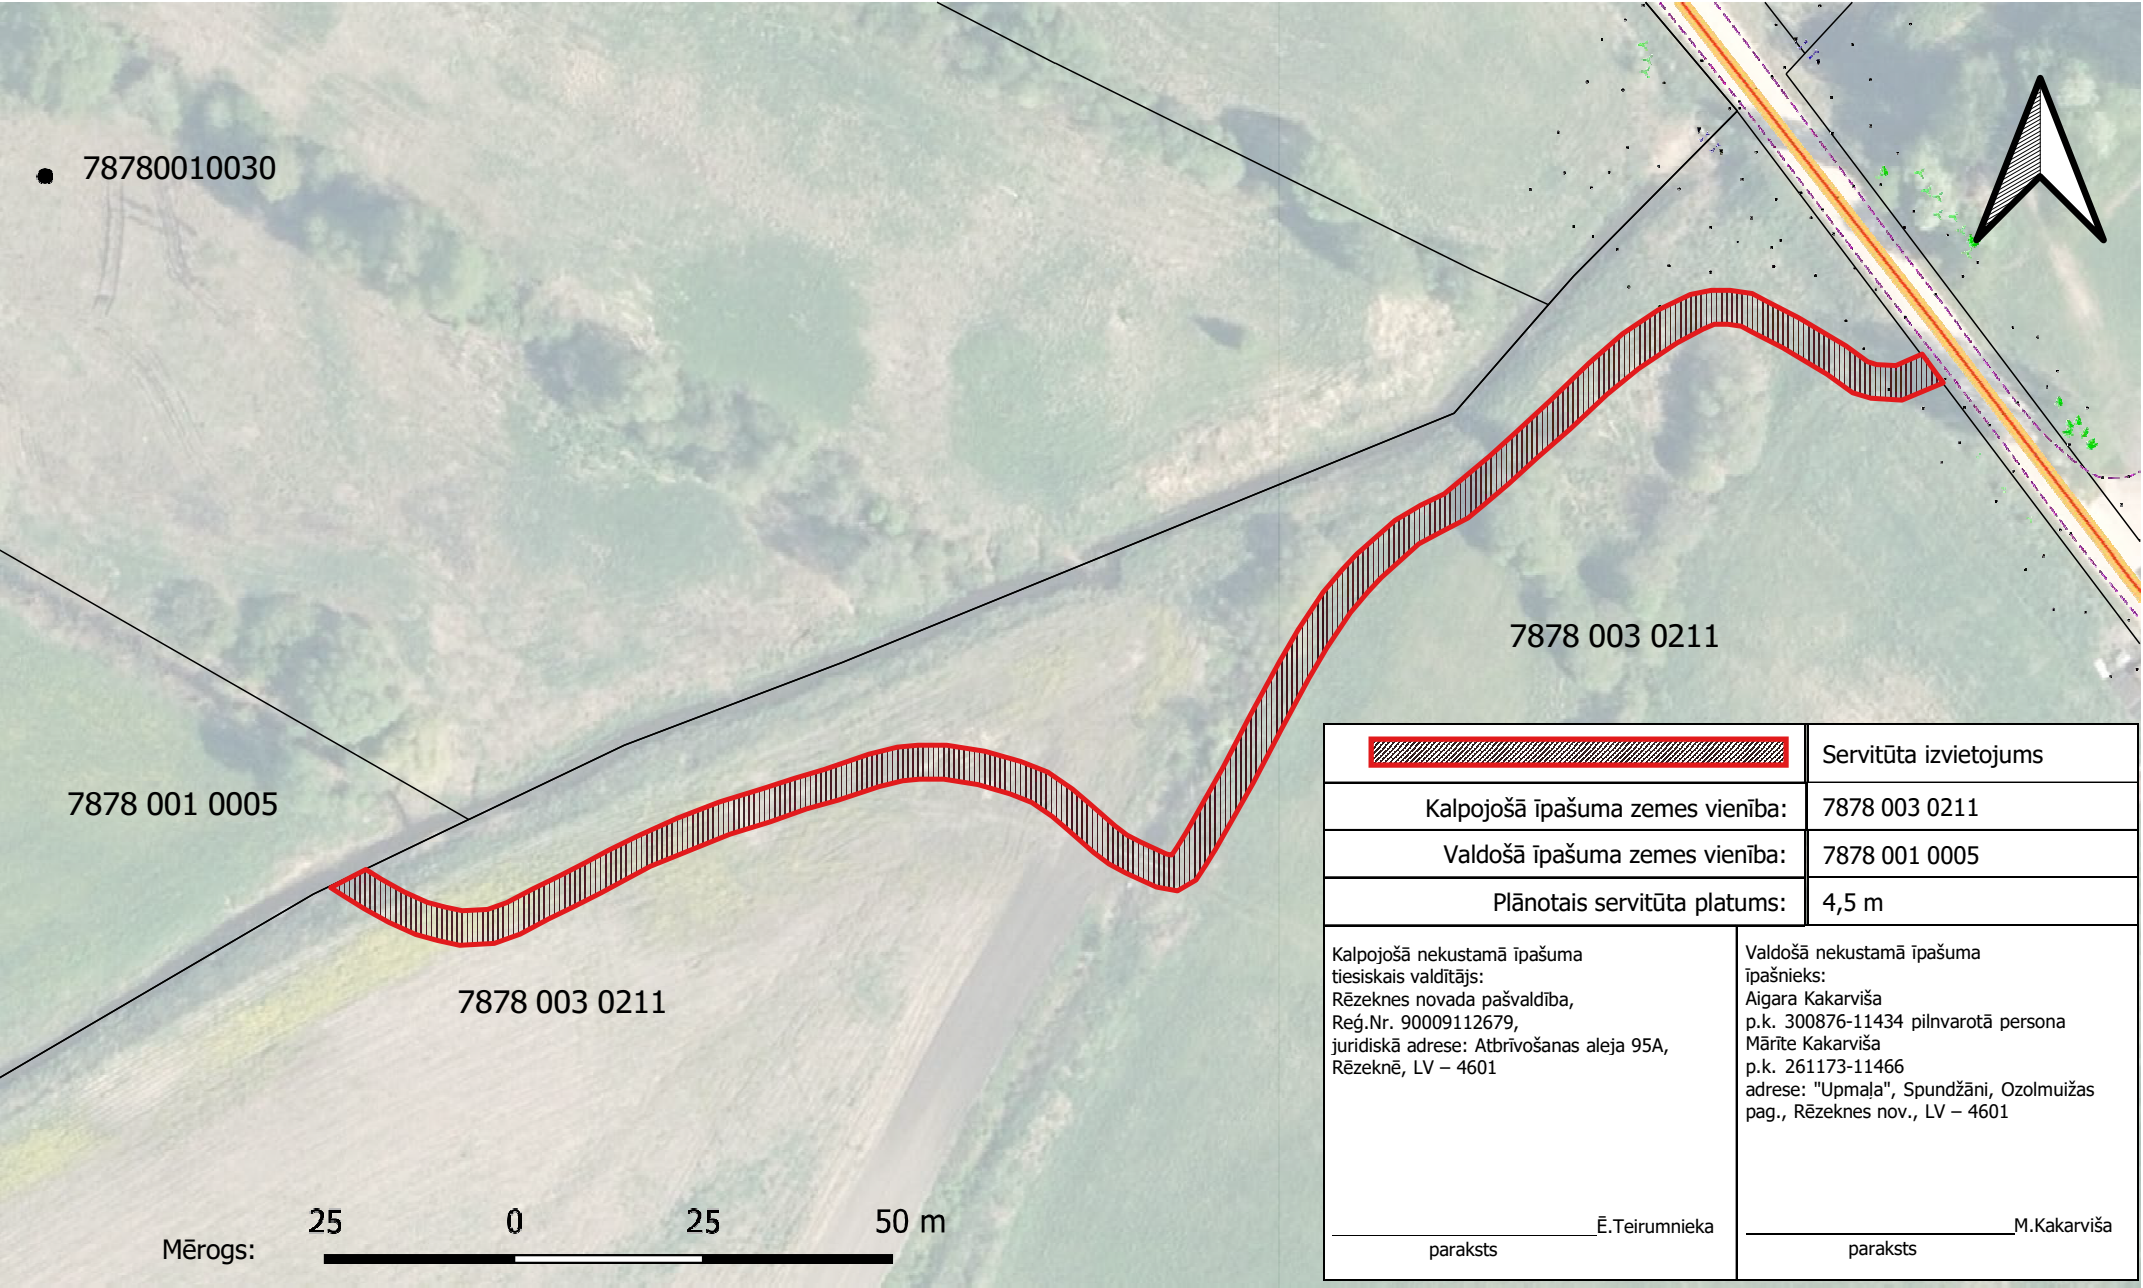 78780010030
7878 003 0211
7878 001 0005
7878 003 0211
Servitūta izvietojums
Kalpojošā īpašuma zemes vienība: 7878 003 0211
Valdošā īpašuma zemes vienība: 7878 001 0005
Plānotais servitūta platums: 4,5 m
Kalpojošā nekustamā īpašuma
tiesiskais valdītājs:
Rēzeknes novada pašvaldība,
Reģ.Nr. 90009112679,
juridiskā adrese: Atbrīvošanas aleja 95A,
Rēzeknē, LV – 4601
Ē.Teirumnieka
paraksts
Valdošā nekustamā īpašuma
īpašnieks:
Aigara Kakarviša
p.k. 300876-11434 pilnvarotā persona
Mārīte Kakarviša
p.k. 261173-11466
adrese: "Upmaļa", Spundžāni, Ozolmuižas
pag., Rēzeknes nov., LV – 4601
M.Kakarviša
paraksts
25 0 25 50 m
Mērogs: